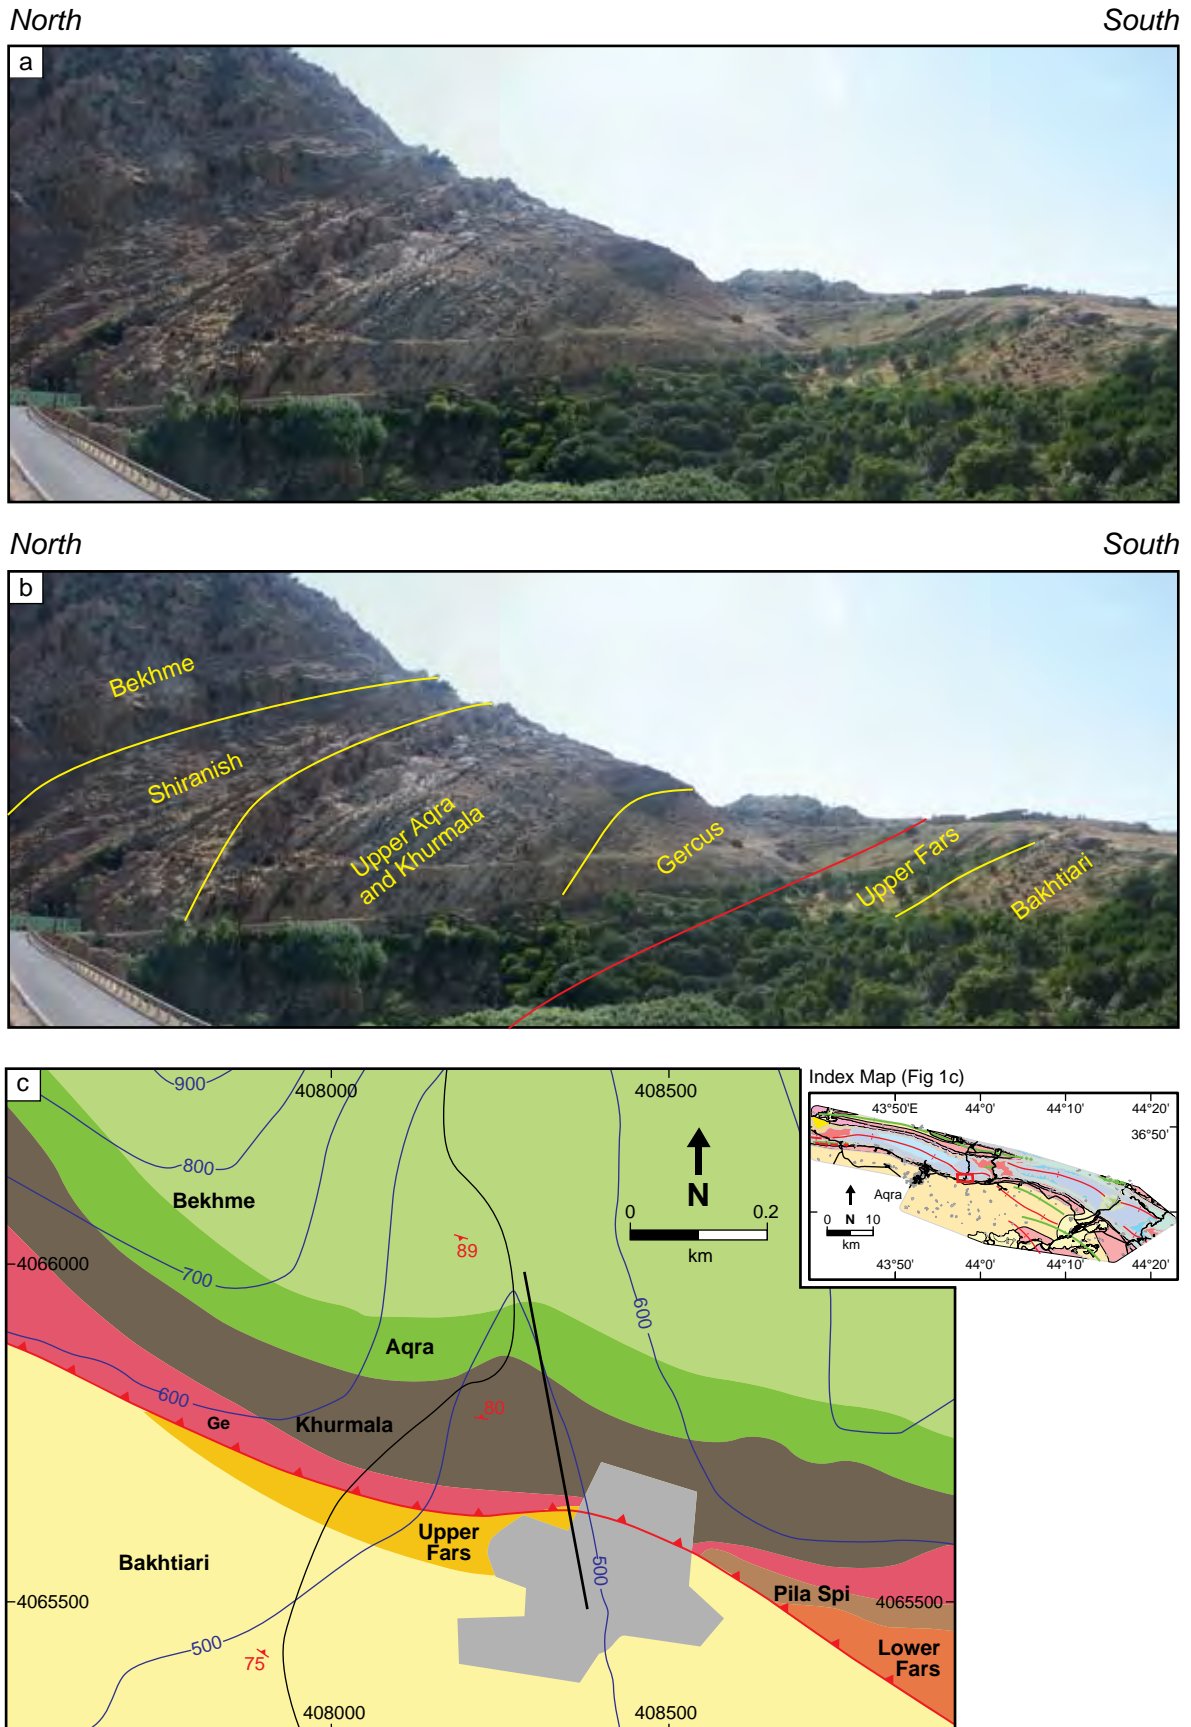 North
South
a
North
South
b
Bekhme
Shiranish
Upper Aqra
and Khurmala
Gercus
Upper Fars
Bakhtiari
c
900
408000
408500
800
Bekhme
N
0
0.2
km
89
4066000
700
600
Aqra
600
Ge
Khurmala
80
Upper
Fars
Bakhtiari
500
Pila Spi
4065500
4065500
500
75
Lower
Fars
408000
408500
Index Map (Fig 1c)
43°50'E
44°0'
44°10'
44°20'
36°50'
Aqra
0
N
10
km
43°50'
44°0'
44°10'
44°20'